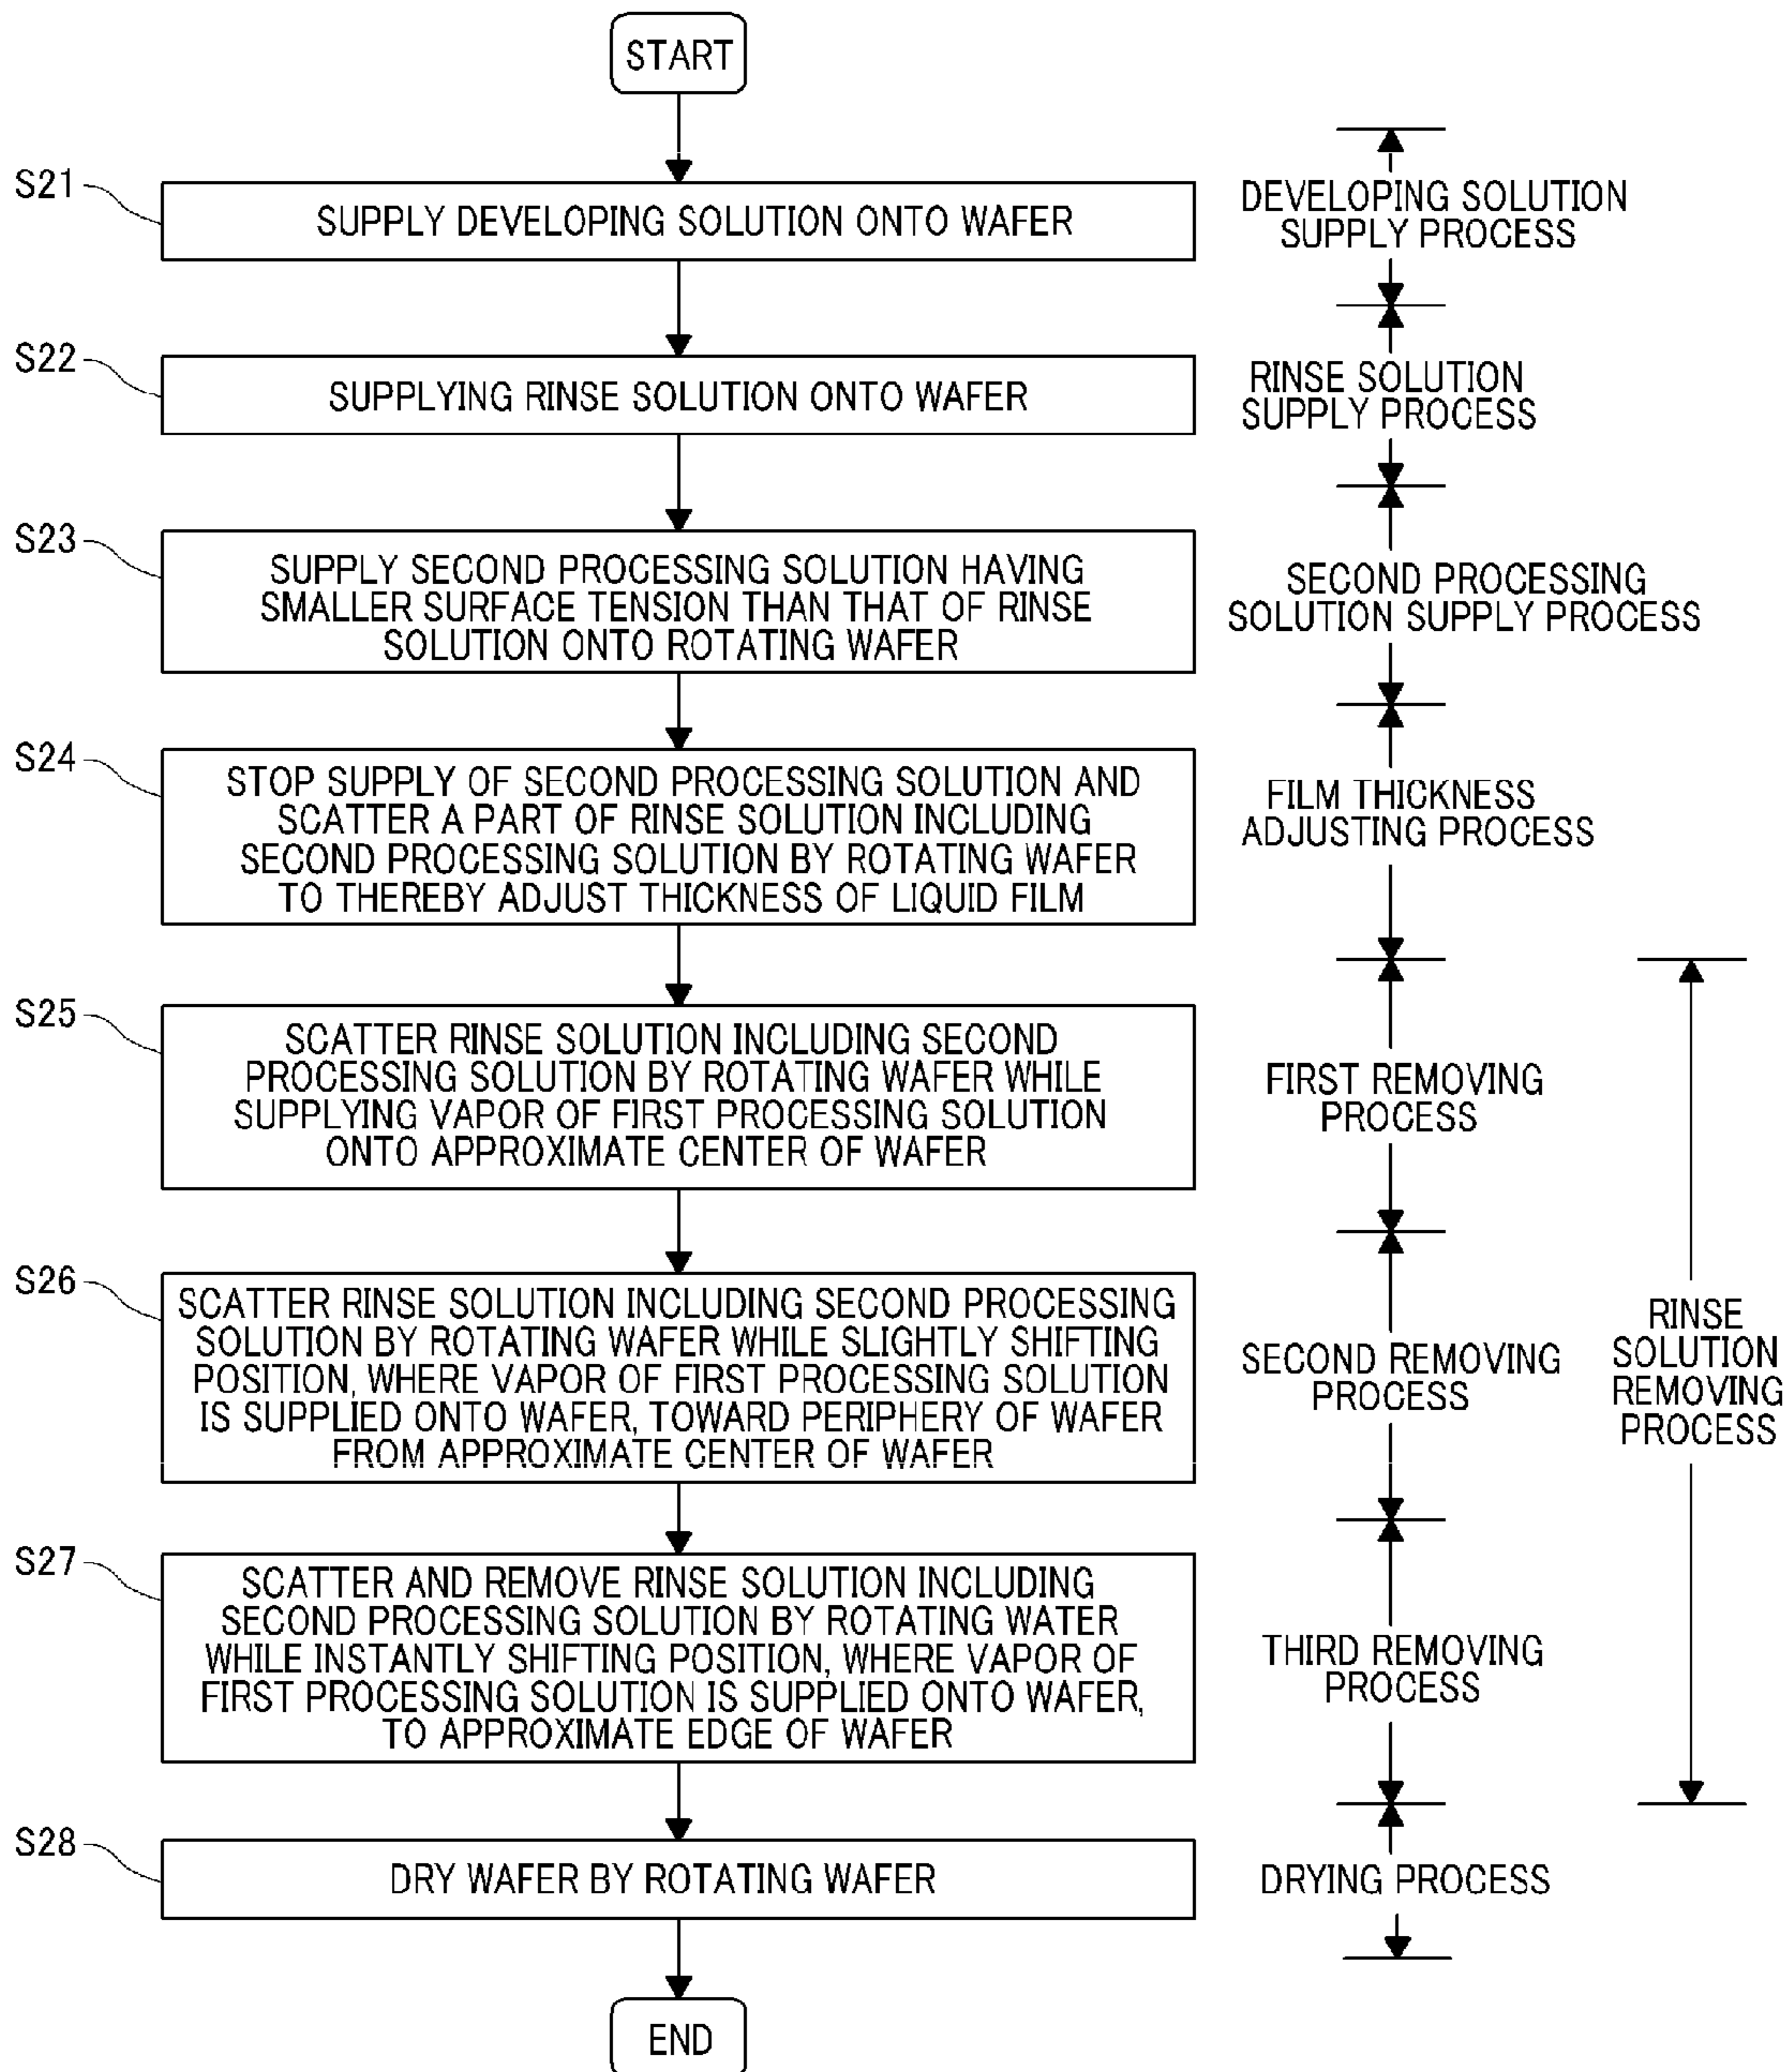 START
S21
SUPPLY DEVELOPING SOLUTION ONTO WAFER
DEVELOPING SOLUTION
SUPPLY PROCESS
S22
SUPPLYING RINSE SOLUTION ONTO WAFER
RINSE SOLUTION
SUPPLY PROCESS
S23
SUPPLY SECOND PROCESSING SOLUTION HAVING
SMALLER SURFACE TENSION THAN THAT OF RINSE
SOLUTION ONTO ROTATING WAFER
SECOND PROCESSING
SOLUTION SUPPLY PROCESS
S24
STOP SUPPLY OF SECOND PROCESSING SOLUTION AND
SCATTER A PART OF RINSE SOLUTION INCLUDING
SECOND PROCESSING SOLUTION BY ROTATING WAFER
TO THEREBY ADJUST THICKNESS OF LIQUID FILM
FILM THICKNESS
ADJUSTING PROCESS
S25
SCATTER RINSE SOLUTION INCLUDING SECOND
PROCESSING SOLUTION BY ROTATING WAFER WHILE
SUPPLYING VAPOR OF FIRST PROCESSING SOLUTION
ONTO APPROXIMATE CENTER OF WAFER
FIRST REMOVING
PROCESS
S26
SCATTER RINSE SOLUTION INCLUDING SECOND PROCESSING
SOLUTION BY ROTATING WAFER WHILE SLIGHTLY SHIFTING
POSITION, WHERE VAPOR OF FIRST PROCESSING SOLUTION
IS SUPPLIED ONTO WAFER, TOWARD PERIPHERY OF WAFER
FROM APPROXIMATE CENTER OF WAFER
SECOND REMOVING
PROCESS
RINSE
SOLUTION
REMOVING
PROCESS
S27
SCATTER AND REMOVE RINSE SOLUTION INCLUDING
SECOND PROCESSING SOLUTION BY ROTATING WATER
WHILE INSTANTLY SHIFTING POSITION, WHERE VAPOR OF
FIRST PROCESSING SOLUTION IS SUPPLIED ONTO WAFER,
TO APPROXIMATE EDGE OF WAFER
THIRD REMOVING
PROCESS
S28
DRY WAFER BY ROTATING WAFER
DRYING PROCESS
END